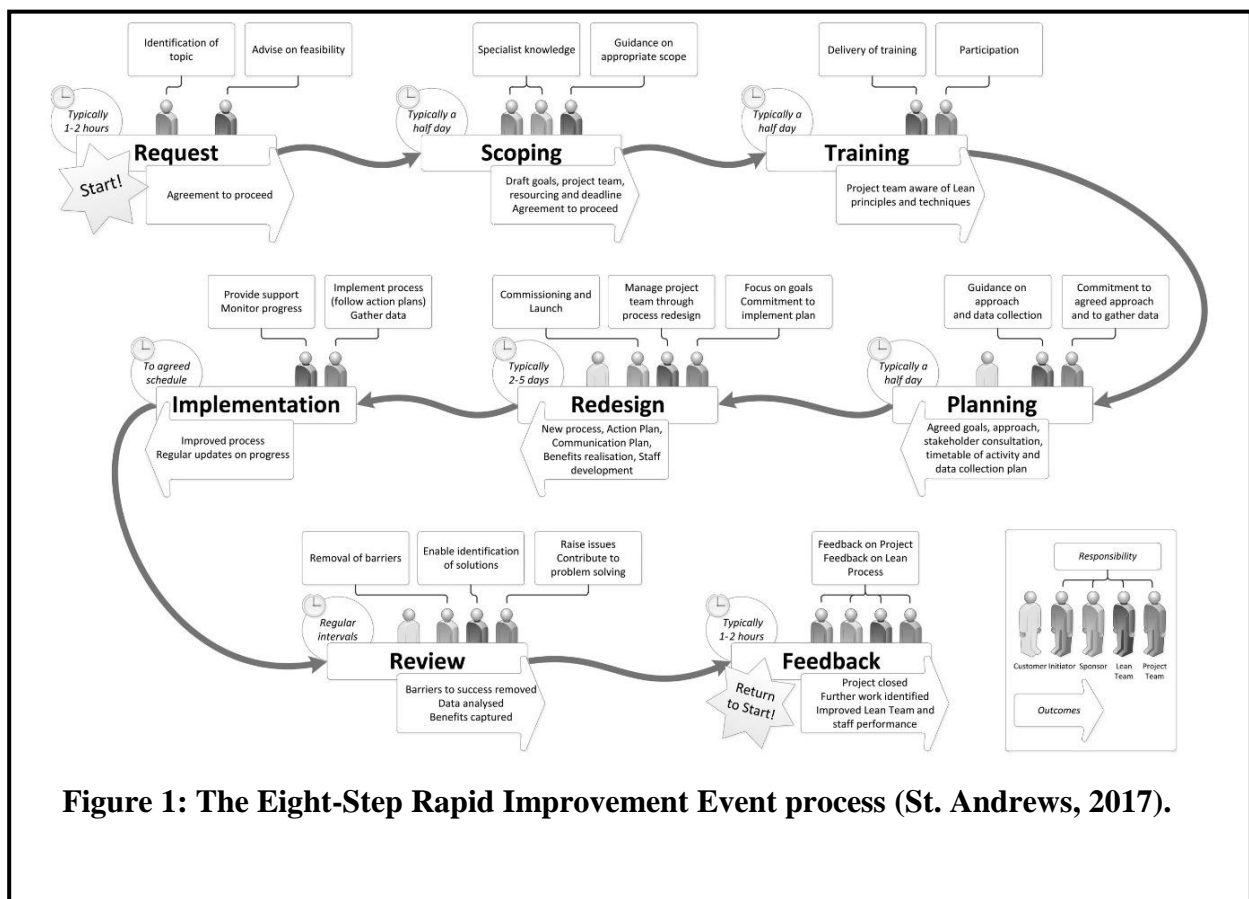 Identification of
topic
Advise on feasibility
Typically
1-2 hours
Request
Start!
Agreement to proceed
Specialist knowledge
Guidance on
appropriate scope
Typically a
half day
Scoping
Draft goals, project team,
resourcing and deadline
Agreement to proceed
Delivery of training
Participation
Typically a
half day
Training
Project team aware of Lean
principles and techniques
Guidance on
approach
and data collection
Commitment to
agreed approach
and to gather data
Typically a
half day
Planning
Agreed goals, approach,
stakeholder consultation,
timetable of activity and
data collection plan
Commissioning and
Launch
Manage project
team through
process redesign
Focus on goals
Commitment to
implement plan
Typically
2-5 days
Redesign
New process, Action Plan,
Communication Plan,
Benefits realisation, Staff
development
Provide support
Monitor progress
Implement process
(follow action plans)
Gather data
To agreed
schedule
Implementation
Improved process
Regular updates on progress
Removal of barriers
Enable identification
of solutions
Raise issues
Contribute to
problem solving
Regular
intervals
Review
Barriers to success removed
Data analysed
Benefits captured
Feedback on Project
Feedback on Lean
Process
Typically
1-2 hours
Feedback
Return
to Start!
Project closed
Further work identified
Improved Lean Team and
staff performance
Responsibility
Customer
Initiator
Sponsor
Lean
Team
Project
Team
Outcomes
Figure 1: The Eight-Step Rapid Improvement Event process (St. Andrews, 2017).